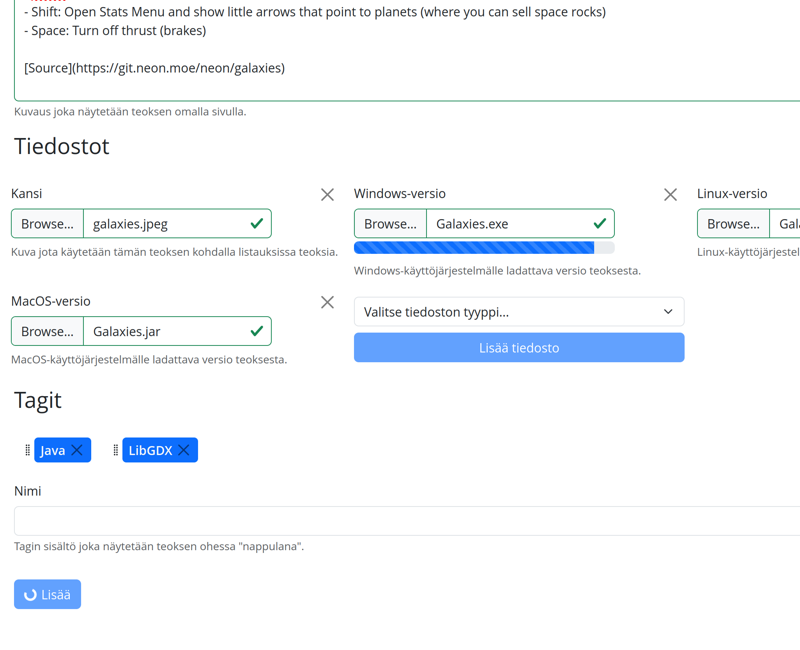 - Shift: Open Stats Menu and show little arrows that point to planets (where you can sell space rocks)
- Space: Turn off thrust (brakes)
[Source](https://git.neon.moe/neon/galaxies)
Kuvaus joka näytetään teoksen omalla sivulla.
Tiedostot
Kansi
Browse... galaxies.jpeg
Kuva jota käytetään tämän teoksen kohdalla listauksissa teoksia.
Windows-versio
Browse... Galaxies.exe
Windows-käyttöjärjestelmälle ladattava versio teoksesta.
Linux-versio
Browse... Gala
Linux-käyttöjärjestel
MacOS-versio
Browse... Galaxies.jar
MacOS-käyttöjärjestelmälle ladattava versio teoksesta.
Valitse tiedoston tyyppi...
Lisää tiedosto
Tagit
Java
LibGDX
Nimi
Tagin sisältö joka näytetään teoksen ohessa "nappulana".
Lisää